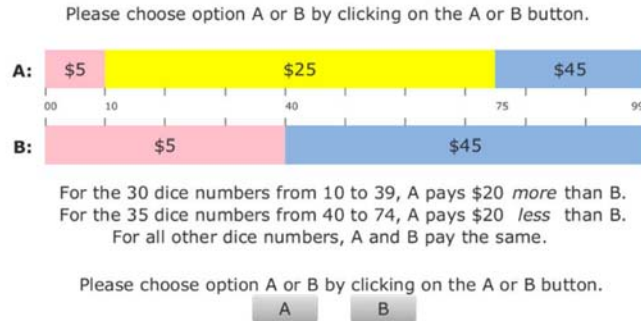 Please choose option A or B by clicking on the A or B button.
A: $5 $25 $45
00 10 40 75 99
B: $5 $45
For the 30 dice numbers from 10 to 39, A pays $20 more than B.
For the 35 dice numbers from 40 to 74, A pays $20 less than B.
For all other dice numbers, A and B pay the same.
Please choose option A or B by clicking on the A or B button.
A B